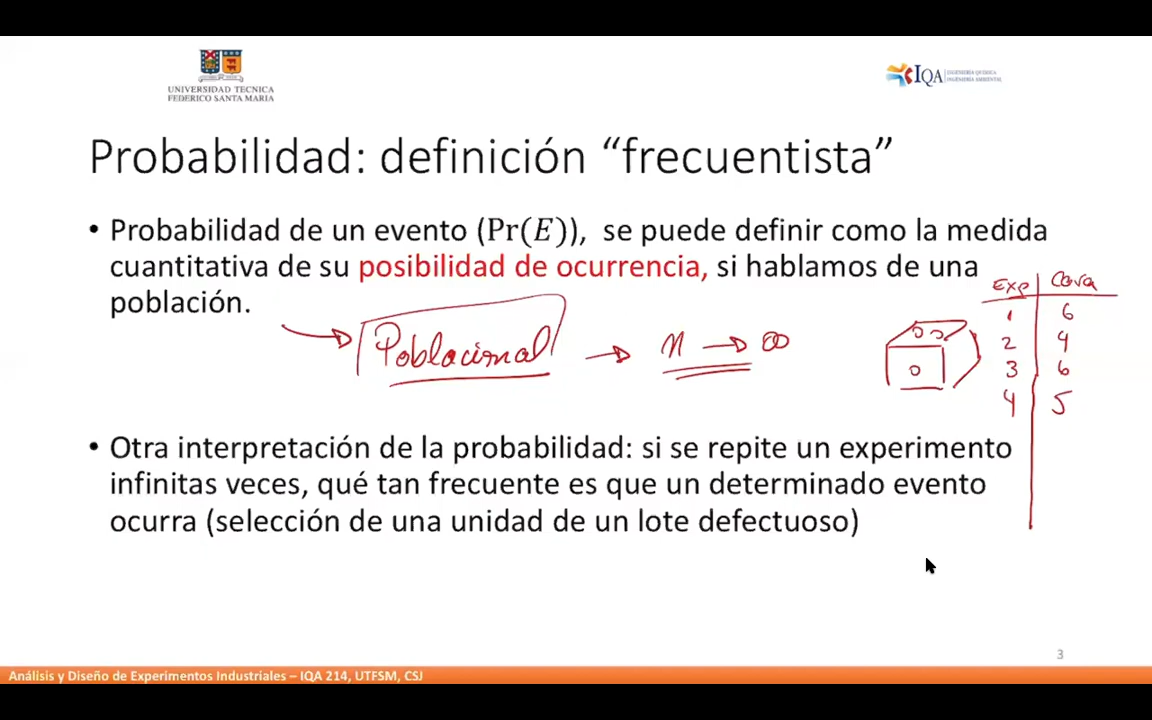 UNIVERSIDAD TECNICA
FEDERICO SANTA MARIA
IQA INGENIERÍA QUÍMICA
INGENIERÍA AMBIENTAL
Probabilidad: definición “frecuentista”
• Probabilidad de un evento (Pr(E)), se puede definir como la medida
cuantitativa de su posibilidad de ocurrencia, si hablamos de una
población.
Poblacional → n → ∞
Exp Cara
1 6
2 4
3 6
4 5
• Otra interpretación de la probabilidad: si se repite un experimento
infinitas veces, qué tan frecuente es que un determinado evento
ocurra (selección de una unidad de un lote defectuoso)
3
Análisis y Diseño de Experimentos Industriales – IQA 214, UTFSM, CSJ